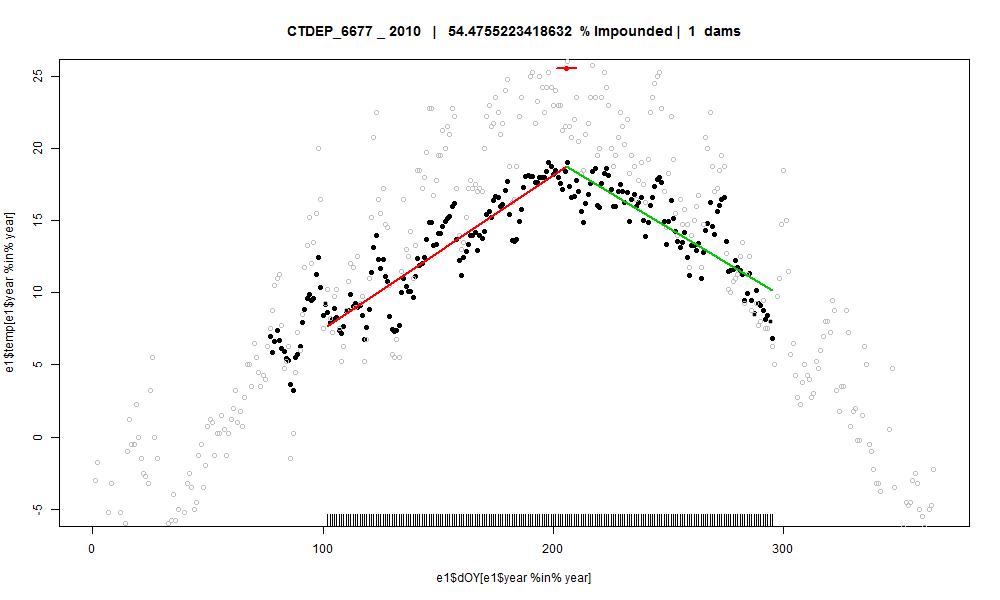 CTDEP_6677 _ 2010 | 54.4755223418632 % Impounded | 1 dams
25
20
15
10
5
0
-5
e1$temp[e1$year %in% year]
0 100 200 300
e1$dOY[e1$year %in% year]